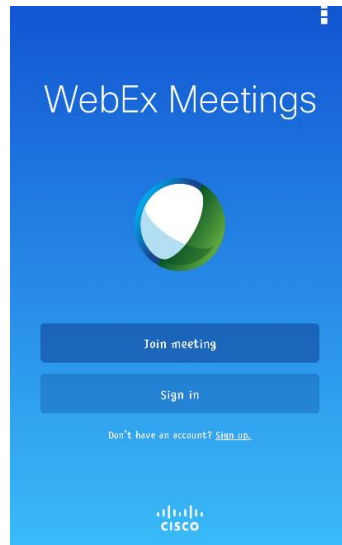 WebEx Meetings
Join meeting
Sign in
Don't have an account? Sign up.
CISCO